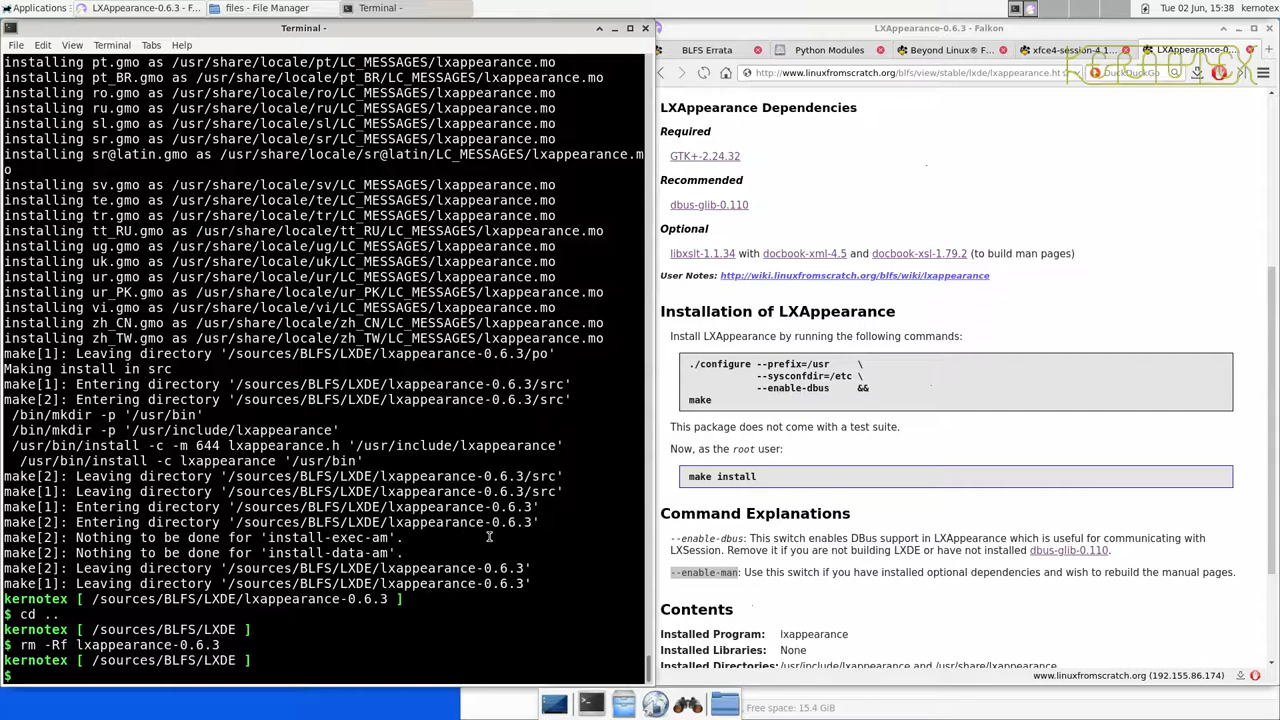 Applications
LXAppearance-0.6.3 - Fal...
files - File Manager
Terminal -
Tue 02 Jun, 15:38
kernotex
Terminal -
File Edit View Terminal Tabs Help
installing pt.gmo as /usr/share/locale/pt/LC_MESSAGES/lxappearance.mo
installing pt_BR.gmo as /usr/share/locale/pt_BR/LC_MESSAGES/lxappearance.mo
installing ro.gmo as /usr/share/locale/ro/LC_MESSAGES/lxappearance.mo
installing ru.gmo as /usr/share/locale/ru/LC_MESSAGES/lxappearance.mo
installing sl.gmo as /usr/share/locale/sl/LC_MESSAGES/lxappearance.mo
installing sr.gmo as /usr/share/locale/sr/LC_MESSAGES/lxappearance.mo
installing sr@latin.gmo as /usr/share/locale/sr@latin/LC_MESSAGES/lxappearance.m
o
installing sv.gmo as /usr/share/locale/sv/LC_MESSAGES/lxappearance.mo
installing te.gmo as /usr/share/locale/te/LC_MESSAGES/lxappearance.mo
installing tr.gmo as /usr/share/locale/tr/LC_MESSAGES/lxappearance.mo
installing tt_RU.gmo as /usr/share/locale/tt_RU/LC_MESSAGES/lxappearance.mo
installing ug.gmo as /usr/share/locale/ug/LC_MESSAGES/lxappearance.mo
installing uk.gmo as /usr/share/locale/uk/LC_MESSAGES/lxappearance.mo
installing ur.gmo as /usr/share/locale/ur/LC_MESSAGES/lxappearance.mo
installing ur_PK.gmo as /usr/share/locale/ur_PK/LC_MESSAGES/lxappearance.mo
installing vi.gmo as /usr/share/locale/vi/LC_MESSAGES/lxappearance.mo
installing zh_CN.gmo as /usr/share/locale/zh_CN/LC_MESSAGES/lxappearance.mo
installing zh_TW.gmo as /usr/share/locale/zh_TW/LC_MESSAGES/lxappearance.mo
make[1]: Leaving directory '/sources/BLFS/LXDE/lxappearance-0.6.3/po'
Making install in src
make[1]: Entering directory '/sources/BLFS/LXDE/lxappearance-0.6.3/src'
make[2]: Entering directory '/sources/BLFS/LXDE/lxappearance-0.6.3/src'
/bin/mkdir -p '/usr/bin'
/bin/mkdir -p '/usr/include/lxappearance'
/usr/bin/install -c -m 644 lxappearance.h '/usr/include/lxappearance'
/usr/bin/install -c lxappearance '/usr/bin'
make[2]: Leaving directory '/sources/BLFS/LXDE/lxappearance-0.6.3/src'
make[1]: Leaving directory '/sources/BLFS/LXDE/lxappearance-0.6.3/src'
make[1]: Entering directory '/sources/BLFS/LXDE/lxappearance-0.6.3'
make[2]: Entering directory '/sources/BLFS/LXDE/lxappearance-0.6.3'
make[2]: Nothing to be done for 'install-exec-am'.
make[2]: Nothing to be done for 'install-data-am'.
make[2]: Leaving directory '/sources/BLFS/LXDE/lxappearance-0.6.3'
make[1]: Leaving directory '/sources/BLFS/LXDE/lxappearance-0.6.3'
kernotex [ /sources/BLFS/LXDE/lxappearance-0.6.3 ]
$ cd ..
kernotex [ /sources/BLFS/LXDE ]
$ rm -Rf lxappearance-0.6.3
kernotex [ /sources/BLFS/LXDE ]
$
LXAppearance-0.6.3 - Falkon
BLFS Errata
Python Modules
Beyond Linux® F...
xfce4-session-4.1
LXAppearance-0...
http://www.linuxfromscratch.org/blfs/view/stable/lxde/lxappearance.ht
DuckDuckGo
KERNOTEX
LXAppearance Dependencies
Required
GTK+-2.24.32
Recommended
dbus-glib-0.110
Optional
libxslt-1.1.34 with docbook-xml-4.5 and docbook-xsl-1.79.2 (to build man pages)
User Notes: http://wiki.linuxfromscratch.org/blfs/wiki/lxappearance
Installation of LXAppearance
Install LXAppearance by running the following commands:
./configure --prefix=/usr \
--sysconfdir=/etc \
--enable-dbus &&
make
This package does not come with a test suite.
Now, as the root user:
make install
Command Explanations
--enable-dbus: This switch enables DBus support in LXAppearance which is useful for communicating with
LXSession. Remove it if you are not building LXDE or have not installed dbus-glib-0.110.
--enable-man: Use this switch if you have installed optional dependencies and wish to rebuild the manual pages.
Contents
Installed Program: lxappearance
Installed Libraries: None
Installed Directories: /usr/include/lxappearance and /usr/share/lxappearance
www.linuxfromscratch.org (192.155.86.174)
Free space: 15.4 GiB